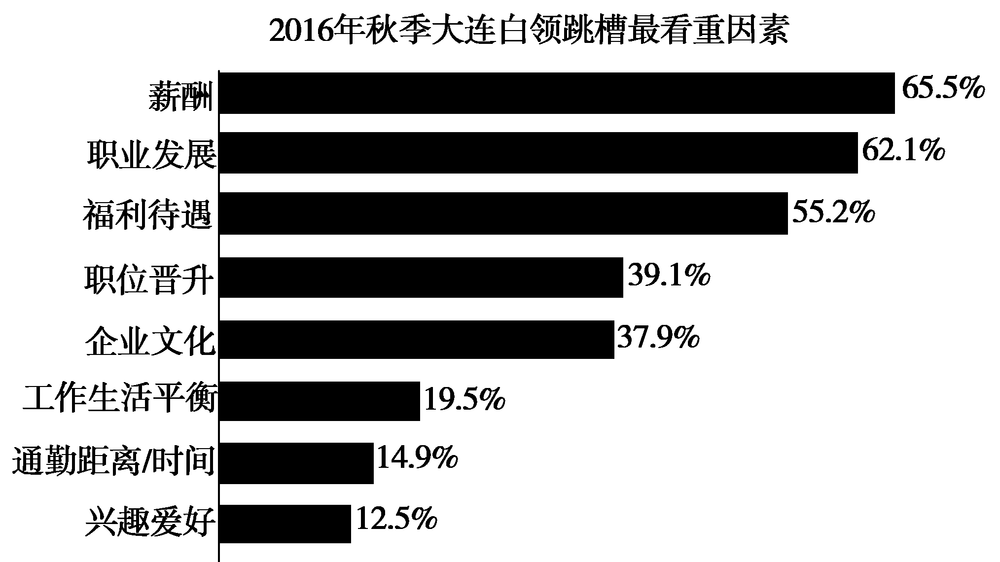 2016年秋季大连白领跳槽最看重因素
薪酬 65.5%
职业发展 62.1%
福利待遇 55.2%
职位晋升 39.1%
企业文化 37.9%
工作生活平衡 19.5%
通勤距离/时间 14.9%
兴趣爱好 12.5%